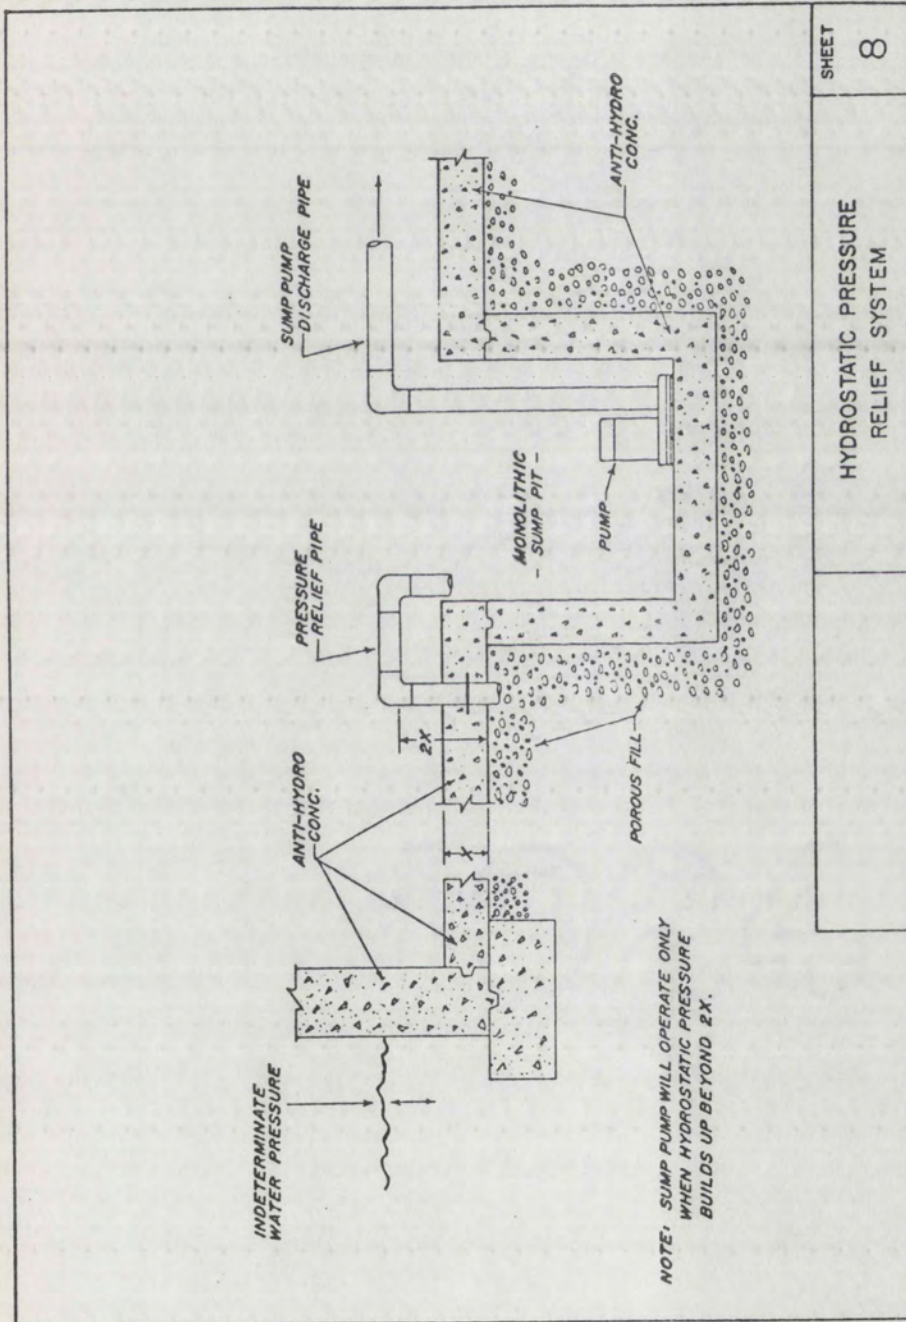 INDETERMINATE
WATER PRESSURE
ANTI-HYDRO
CONC.
PRESSURE
RELIEF PIPE
SUMP PUMP
DISCHARGE PIPE
X
2X
- MONOLITHIC
SUMP PIT -
PUMP
ANTI-HYDRO
CONC.
POROUS FILL
NOTE: SUMP PUMP WILL OPERATE ONLY
WHEN HYDROSTATIC PRESSURE
BUILDS UP BEYOND 2X.
HYDROSTATIC PRESSURE
RELIEF SYSTEM
SHEET
8